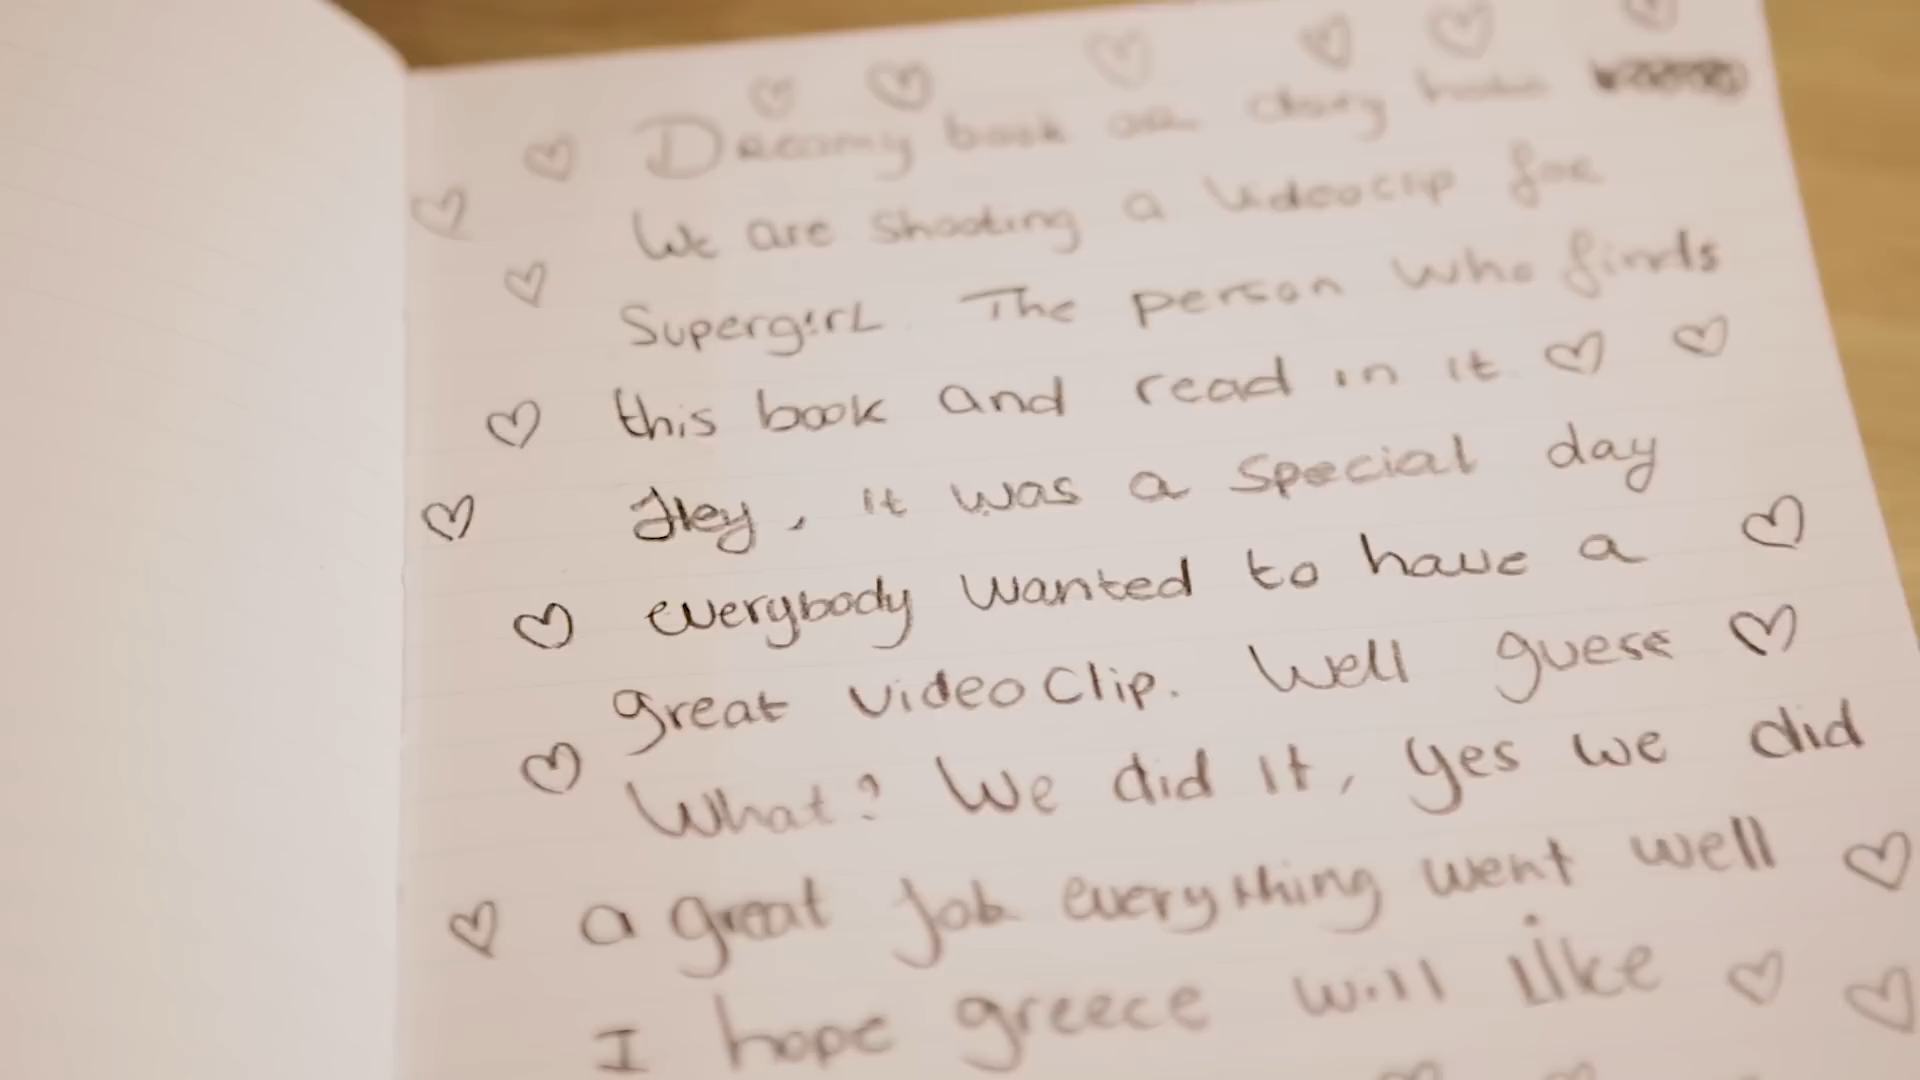 Dreamy book or diary
We are shooting a Videoclip for
Supergirl. The person who finds
this book and read in it
Hey, it was a special day
everybody wanted to have a
great videoclip. Well guess
What? We did it, yes we did
a great job everything went well
I hope greece will like